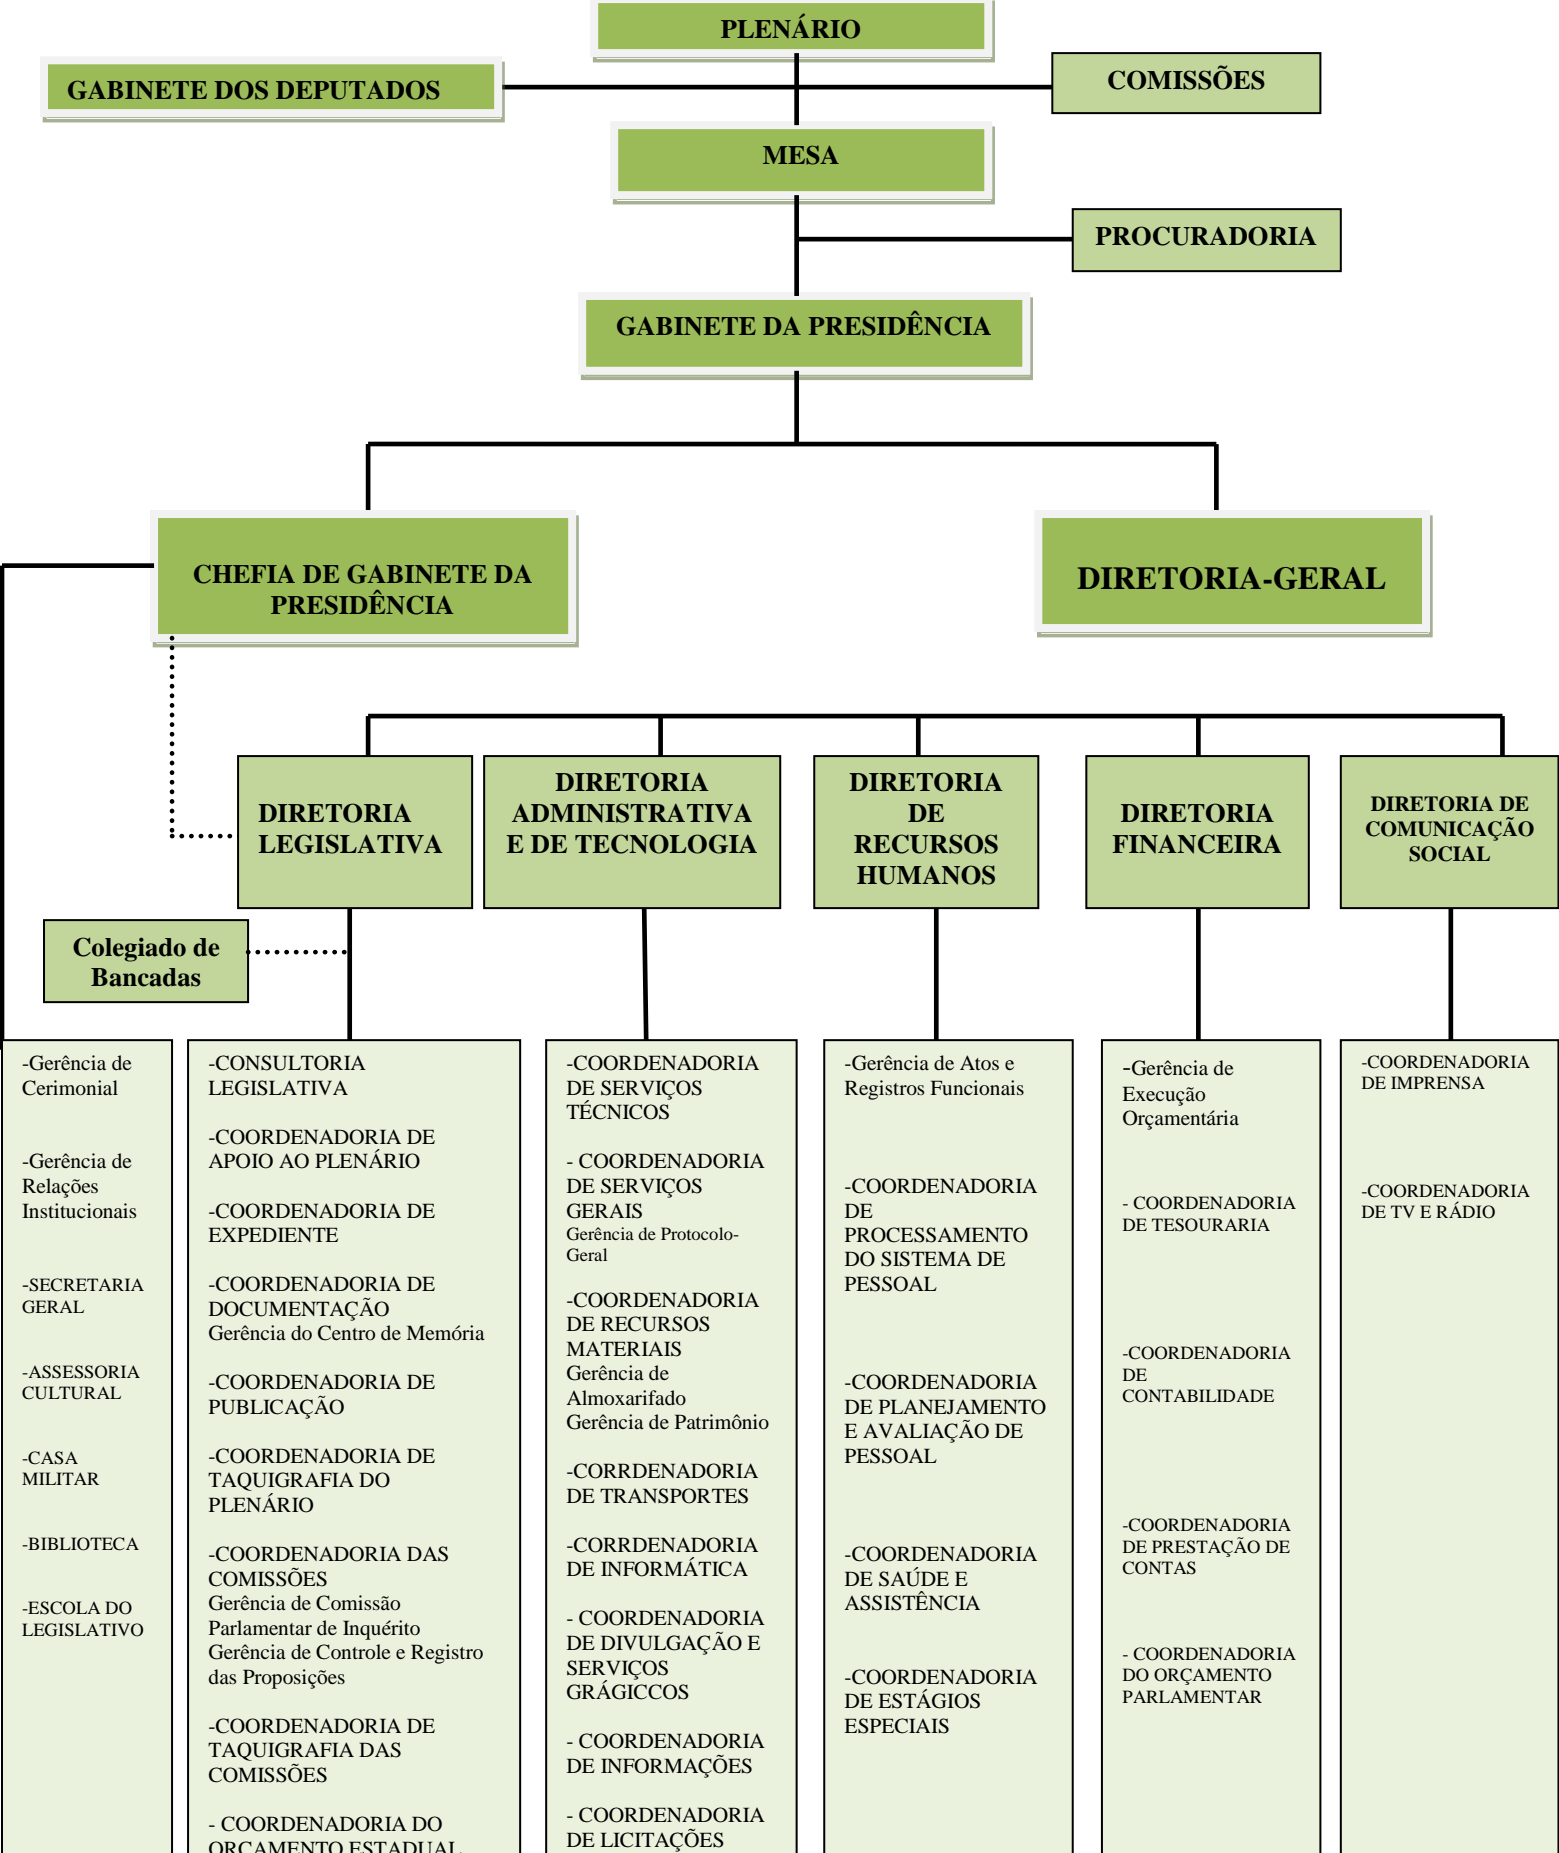 PLENÁRIO
GABINETE DOS DEPUTADOS
COMISSÕES
MESA
PROCURADORIA
GABINETE DA PRESIDÊNCIA
CHEFIA DE GABINETE DA
PRESIDÊNCIA
DIRETORIA-GERAL
DIRETORIA
LEGISLATIVA
DIRETORIA
ADMINISTRATIVA
E DE TECNOLOGIA
DIRETORIA
DE
RECURSOS
HUMANOS
DIRETORIA
FINANCEIRA
DIRETORIA DE
COMUNICAÇÃO
SOCIAL
Colegiado de
Bancadas
-Gerência de
Cerimonial
-Gerência de
Relações
Institucionais
-SECRETARIA
GERAL
-ASSESSORIA
CULTURAL
-CASA
MILITAR
-BIBLIOTECA
-ESCOLA DO
LEGISLATIVO
-CONSULTORIA
LEGISLATIVA
-COORDENADORIA DE
APOIO AO PLENÁRIO
-COORDENADORIA DE
EXPEDIENTE
-COORDENADORIA DE
DOCUMENTAÇÃO
Gerência do Centro de Memória
-COORDENADORIA DE
PUBLICAÇÃO
-COORDENADORIA DE
TAQUIGRAFIA DO
PLENÁRIO
-COORDENADORIA DAS
COMISSÕES
Gerência de Comissão
Parlamentar de Inquérito
Gerência de Controle e Registro
das Proposições
-COORDENADORIA DE
TAQUIGRAFIA DAS
COMISSÕES
- COORDENADORIA DO
ORÇAMENTO ESTADUAL
-COORDENADORIA
DE SERVIÇOS
TÉCNICOS
- COORDENADORIA
DE SERVIÇOS
GERAIS
Gerência de Protocolo-
Geral
-COORDENADORIA
DE RECURSOS
MATERIAIS
Gerência de
Almoxarifado
Gerência de Patrimônio
-CORRDENADORIA
DE TRANSPORTES
-CORRDENADORIA
DE INFORMÁTICA
- COORDENADORIA
DE DIVULGAÇÃO E
SERVIÇOS
GRÁGICCOS
- COORDENADORIA
DE INFORMAÇÕES
- COORDENADORIA
DE LICITAÇÕES
-Gerência de Atos e
Registros Funcionais
-COORDENADORIA
DE
PROCESSAMENTO
DO SISTEMA DE
PESSOAL
-COORDENADORIA
DE PLANEJAMENTO
E AVALIAÇÃO DE
PESSOAL
-COORDENADORIA
DE SAÚDE E
ASSISTÊNCIA
-COORDENADORIA
DE ESTÁGIOS
ESPECIAIS
-Gerência de
Execução
Orçamentária
- COORDENADORIA
DE TESOURARIA
-COORDENADORIA
DE
CONTABILIDADE
-COORDENADORIA
DE PRESTAÇÃO DE
CONTAS
- COORDENADORIA
DO ORÇAMENTO
PARLAMENTAR
-COORDENADORIA
DE IMPRENSA
-COORDENADORIA
DE TV E RÁDIO